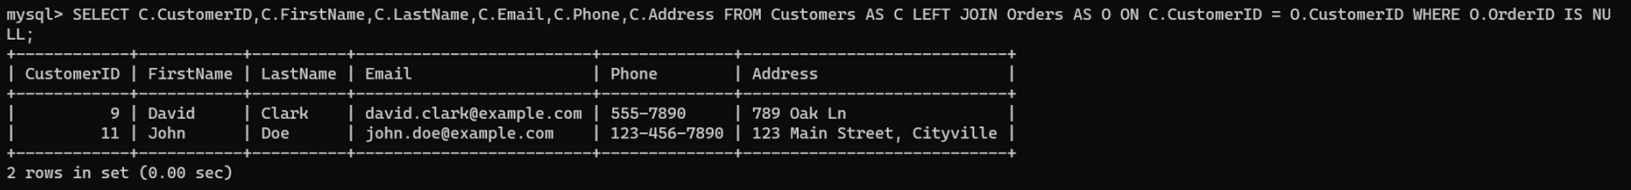 mysql> SELECT C.CustomerID,C.FirstName,C.LastName,C.Email,C.Phone,C.Address FROM Customers AS C LEFT JOIN Orders AS O ON C.CustomerID = O.CustomerID WHERE O.OrderID IS NU
LL;
+------------+-----------+----------+-------------------------+--------------+----------------------------+
| CustomerID | FirstName | LastName | Email                   | Phone        | Address                    |
+------------+-----------+----------+-------------------------+--------------+----------------------------+
|          9 | David     | Clark    | david.clark@example.com | 555-7890     | 789 Oak Ln                 |
|         11 | John      | Doe      | john.doe@example.com    | 123-456-7890 | 123 Main Street, Cityville |
+------------+-----------+----------+-------------------------+--------------+----------------------------+
2 rows in set (0.00 sec)